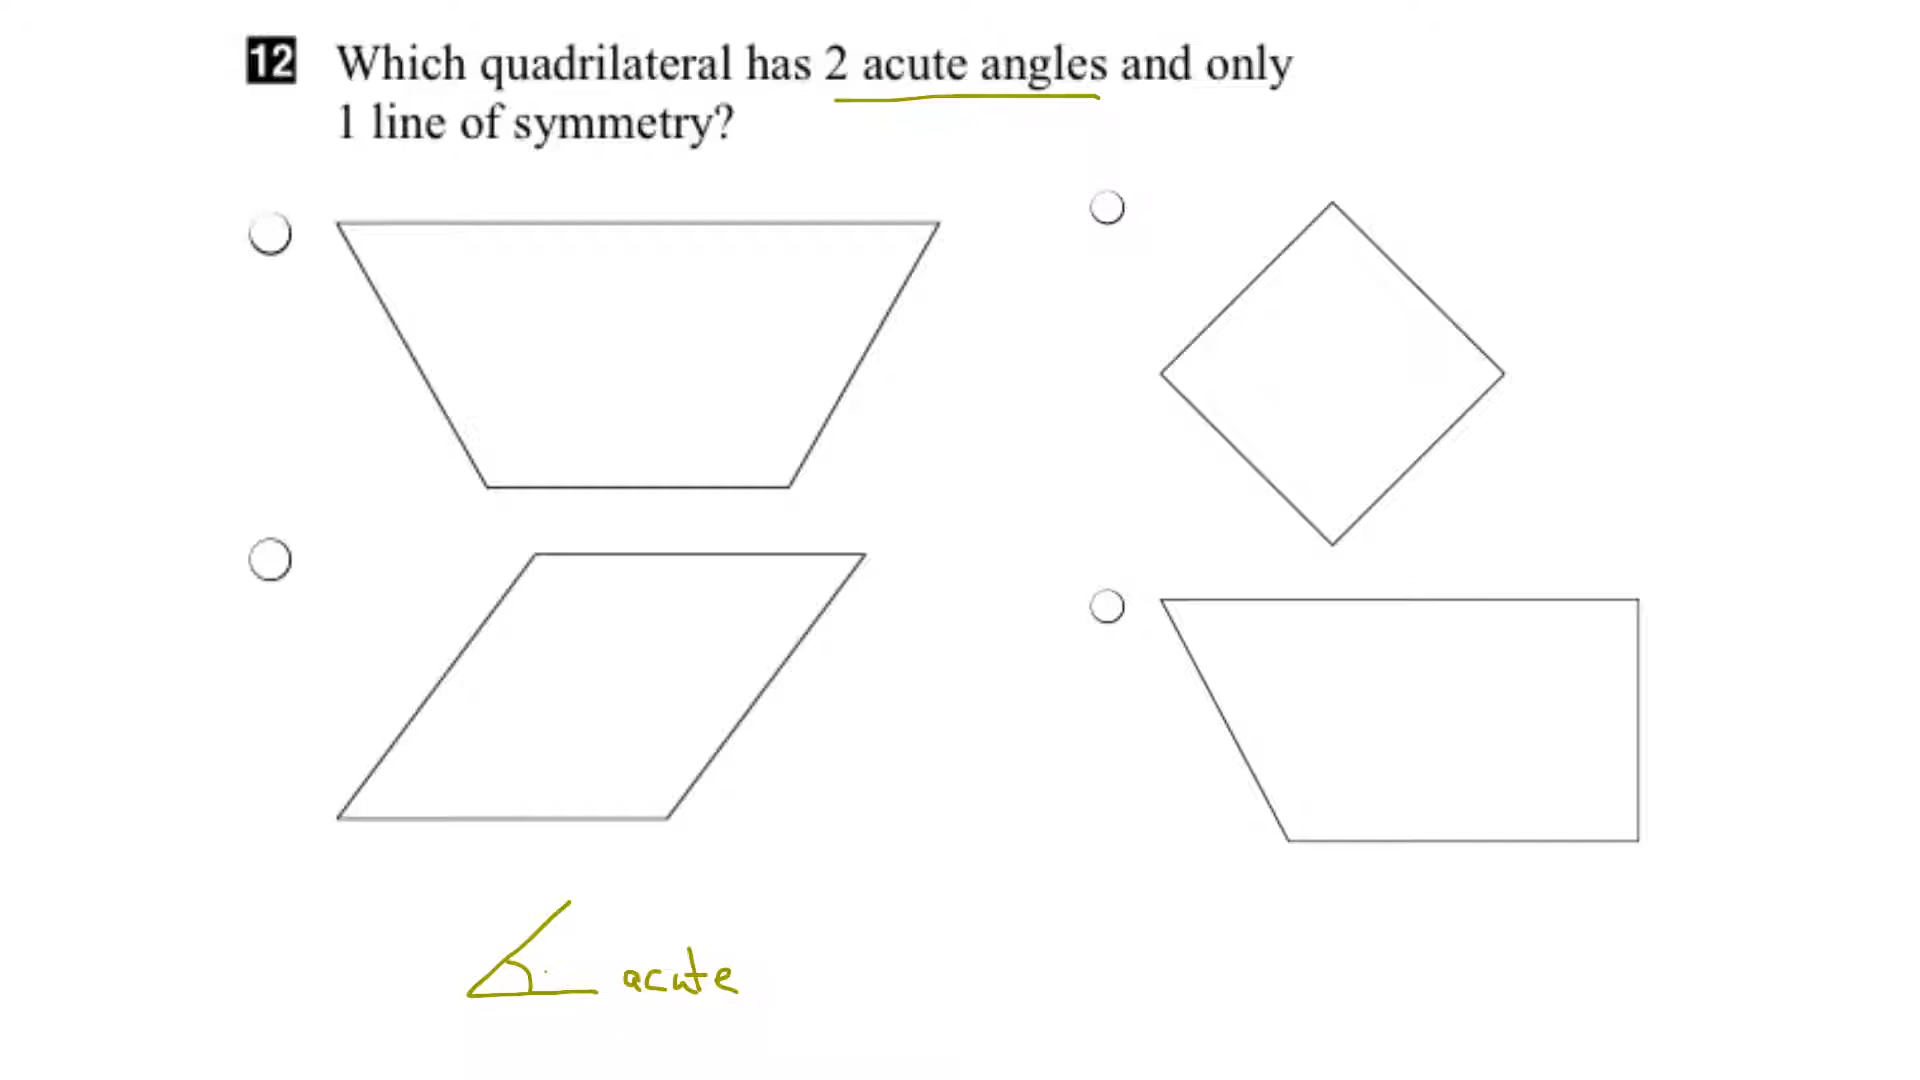 12 Which quadrilateral has 2 acute angles and only
1 line of symmetry?
acute